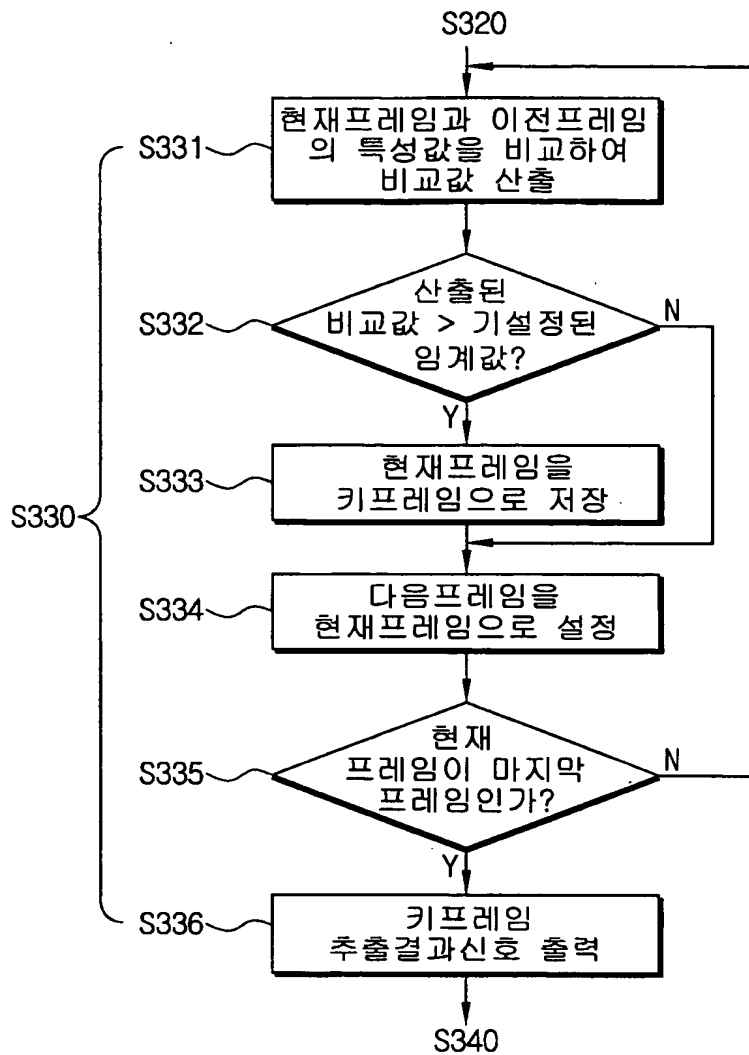 S320
현재프레임과 이전프레임
의 특성값을 비교하여
비교값 산출
S331
산출된
비교값 > 기설정된
임계값?
S332
N
Y
현재프레임을
키프레임으로 저장
S333
S330
다음프레임을
현재프레임으로 설정
S334
현재
프레임이 마지막
프레임인가?
S335
N
Y
키프레임
추출결과신호 출력
S336
S340